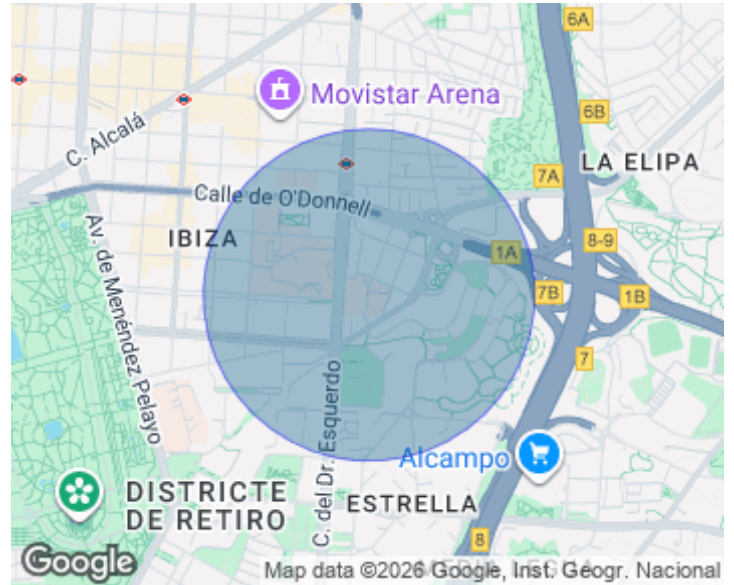 6A
Movistar Arena
6B
C. Alcalá
LA ELIPA
7A
Calle de O'Donnell
IBIZA
8-9
1A
7B
1B
Av. de Menéndez Pelayo
7
C. del Dr. Esquerdo
Alcampo
DISTRICTE
DE RETIRO
ESTRELLA
8
Google
Map data ©2026 Google, Inst. Geogr. Nacional